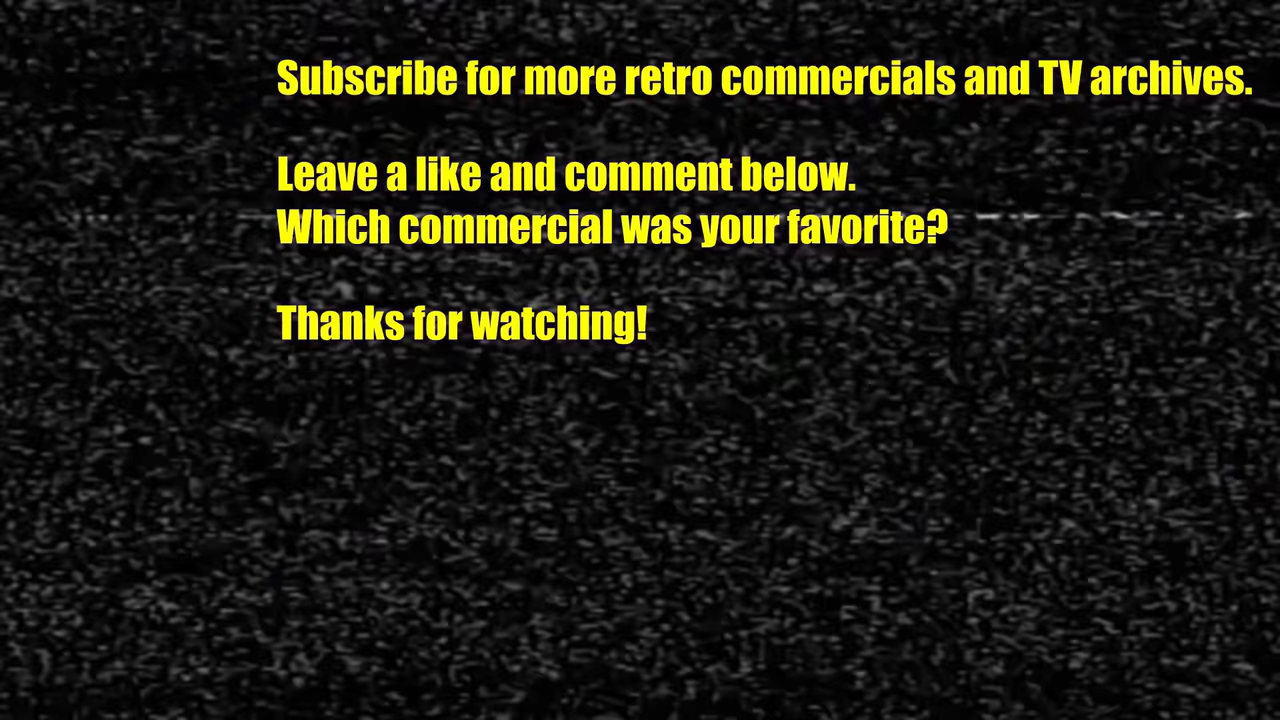 Subscribe for more retro commercials and TV archives.
Leave a like and comment below.
Which commercial was your favorite?
Thanks for watching!